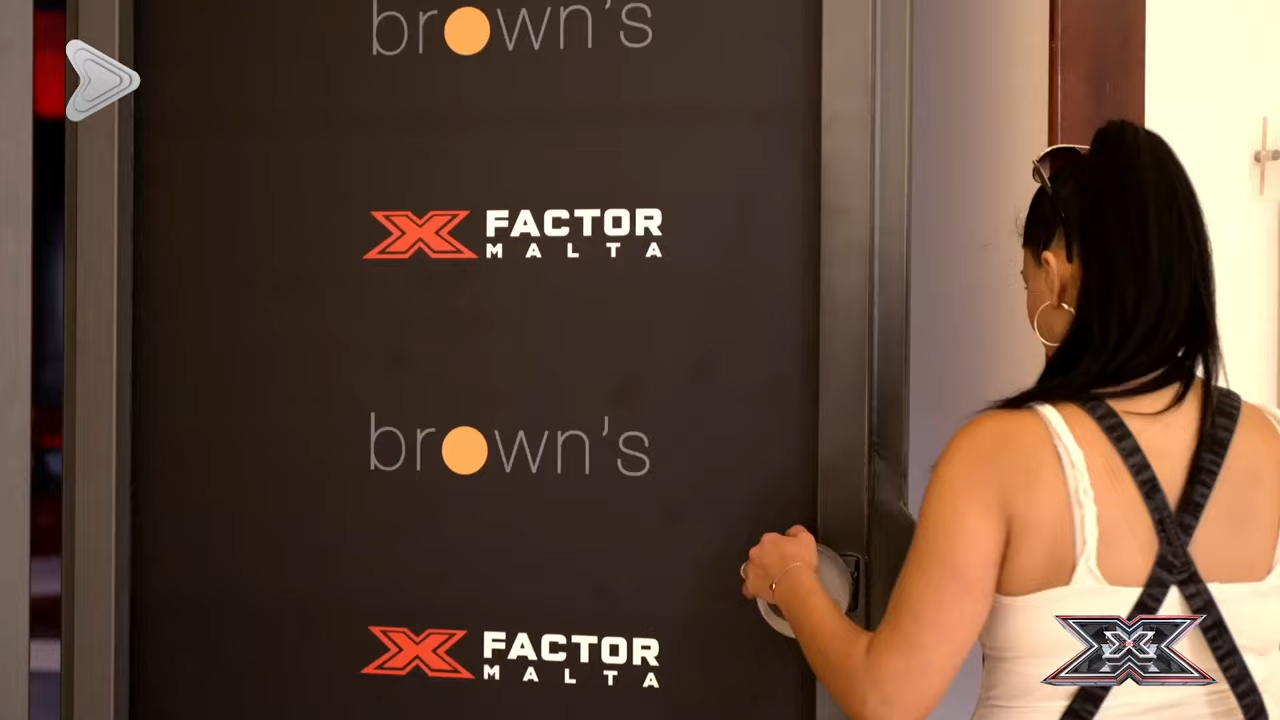 brown's
X FACTOR
MALTA
brown's
X FACTOR
MALTA
X